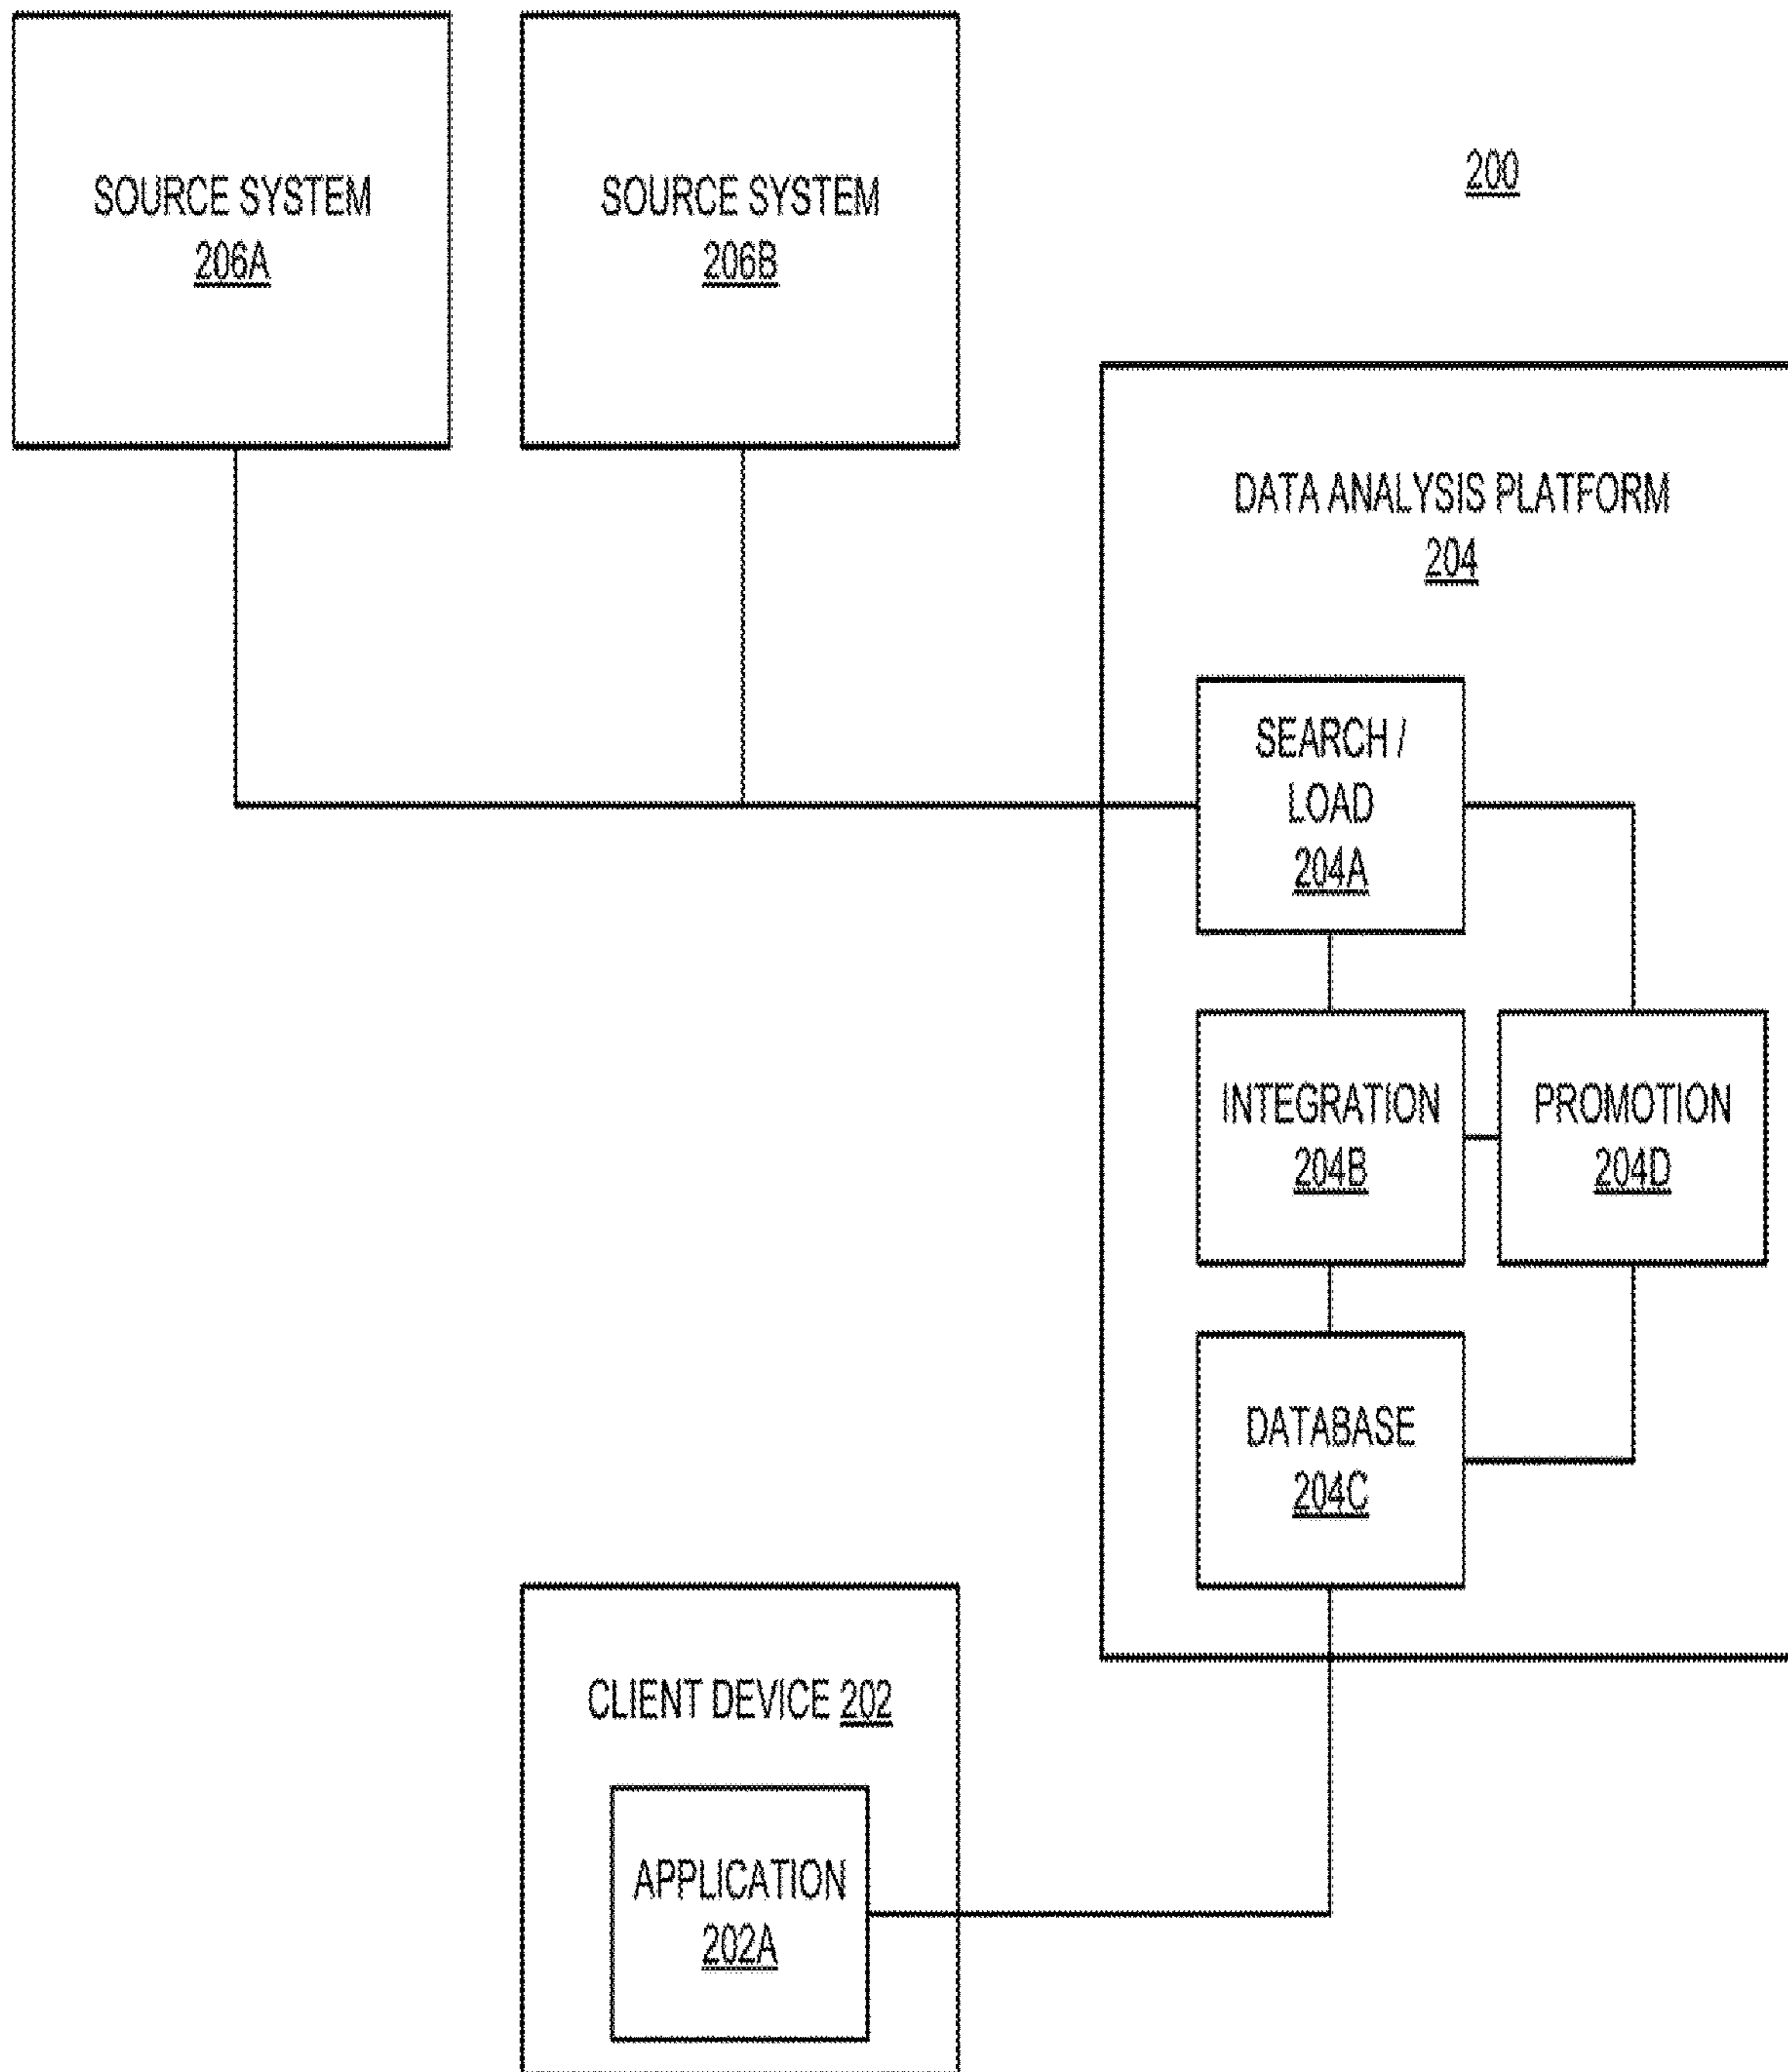 SOURCE SYSTEM
206A
SOURCE SYSTEM
206B
200
DATA ANALYSIS PLATFORM
204
SEARCH /
LOAD
204A
INTEGRATION
204B
PROMOTION
204D
DATABASE
204C
CLIENT DEVICE 202
APPLICATION
202A